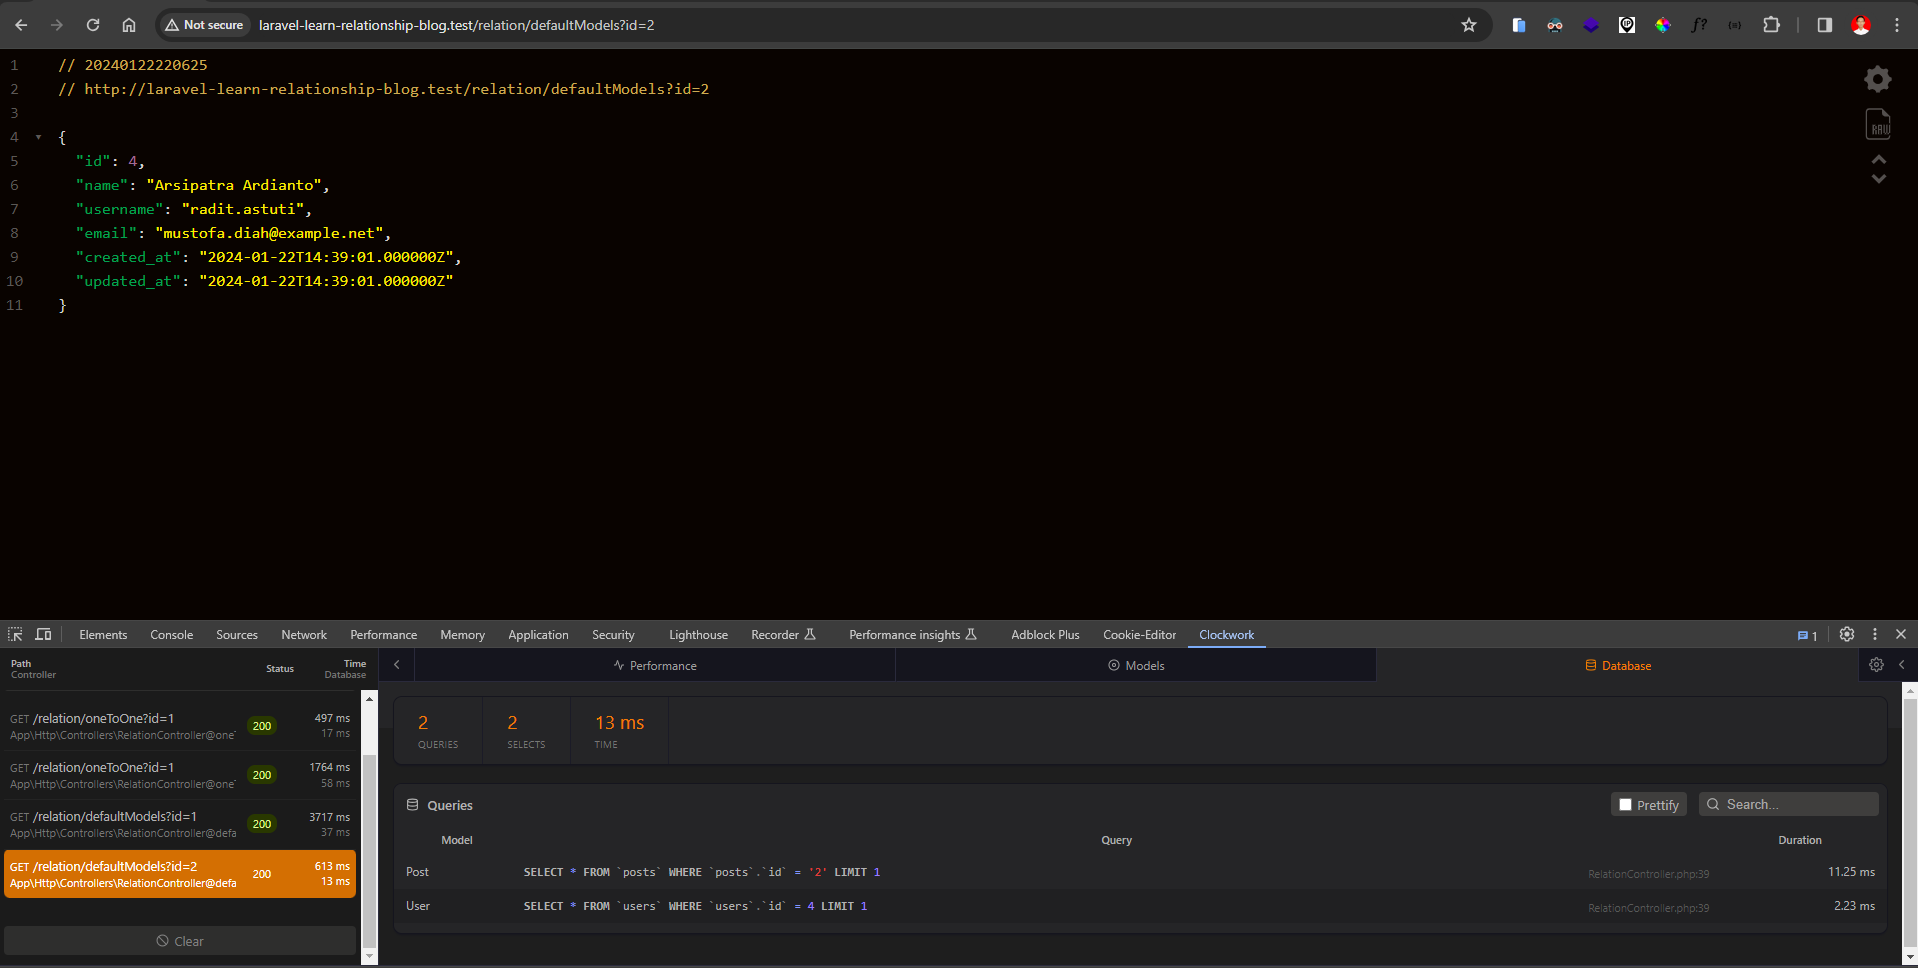 Not secure laravel-learn-relationship-blog.test/relation/defaultModels?id=2
1 // 20240122220625
2 // http://laravel-learn-relationship-blog.test/relation/defaultModels?id=2
3
4 {
5 "id": 4,
6 "name": "Arsipatra Ardianto",
7 "username": "radit.astuti",
8 "email": "mustofa.diah@example.net",
9 "created_at": "2024-01-22T14:39:01.000000Z",
10 "updated_at": "2024-01-22T14:39:01.000000Z"
11 }
RAW
Elements Console Sources Network Performance Memory Application Security Lighthouse Recorder Performance insights Adblock Plus Cookie-Editor Clockwork 1
Path Status Time
Controller Database
Performance Models Database
GET /relation/oneToOne?id=1 200 497 ms
App\Http\Controllers\RelationController@one 17 ms
GET /relation/oneToOne?id=1 200 1764 ms
App\Http\Controllers\RelationController@one 58 ms
GET /relation/defaultModels?id=1 200 3717 ms
App\Http\Controllers\RelationController@defa 37 ms
GET /relation/defaultModels?id=2 200 613 ms
App\Http\Controllers\RelationController@defa 13 ms
Clear
2 2 13 ms
QUERIES SELECTS TIME
Queries Prettify Search...
Model Query Duration
Post SELECT * FROM `posts` WHERE `posts`.`id` = '2' LIMIT 1 RelationController.php:39 11.25 ms
User SELECT * FROM `users` WHERE `users`.`id` = 4 LIMIT 1 RelationController.php:39 2.23 ms